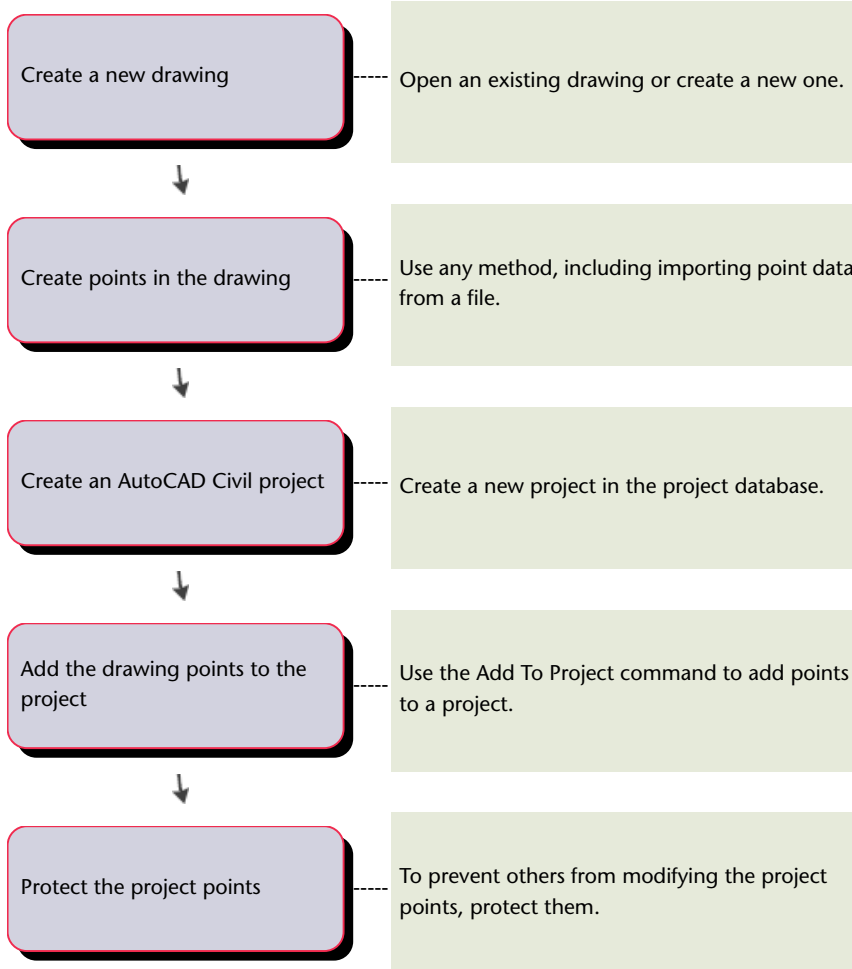 Create a new drawing
Open an existing drawing or create a new one.
Create points in the drawing
Use any method, including importing point data
from a file.
Create an AutoCAD Civil project
Create a new project in the project database.
Add the drawing points to the
project
Use the Add To Project command to add points
to a project.
Protect the project points
To prevent others from modifying the project
points, protect them.